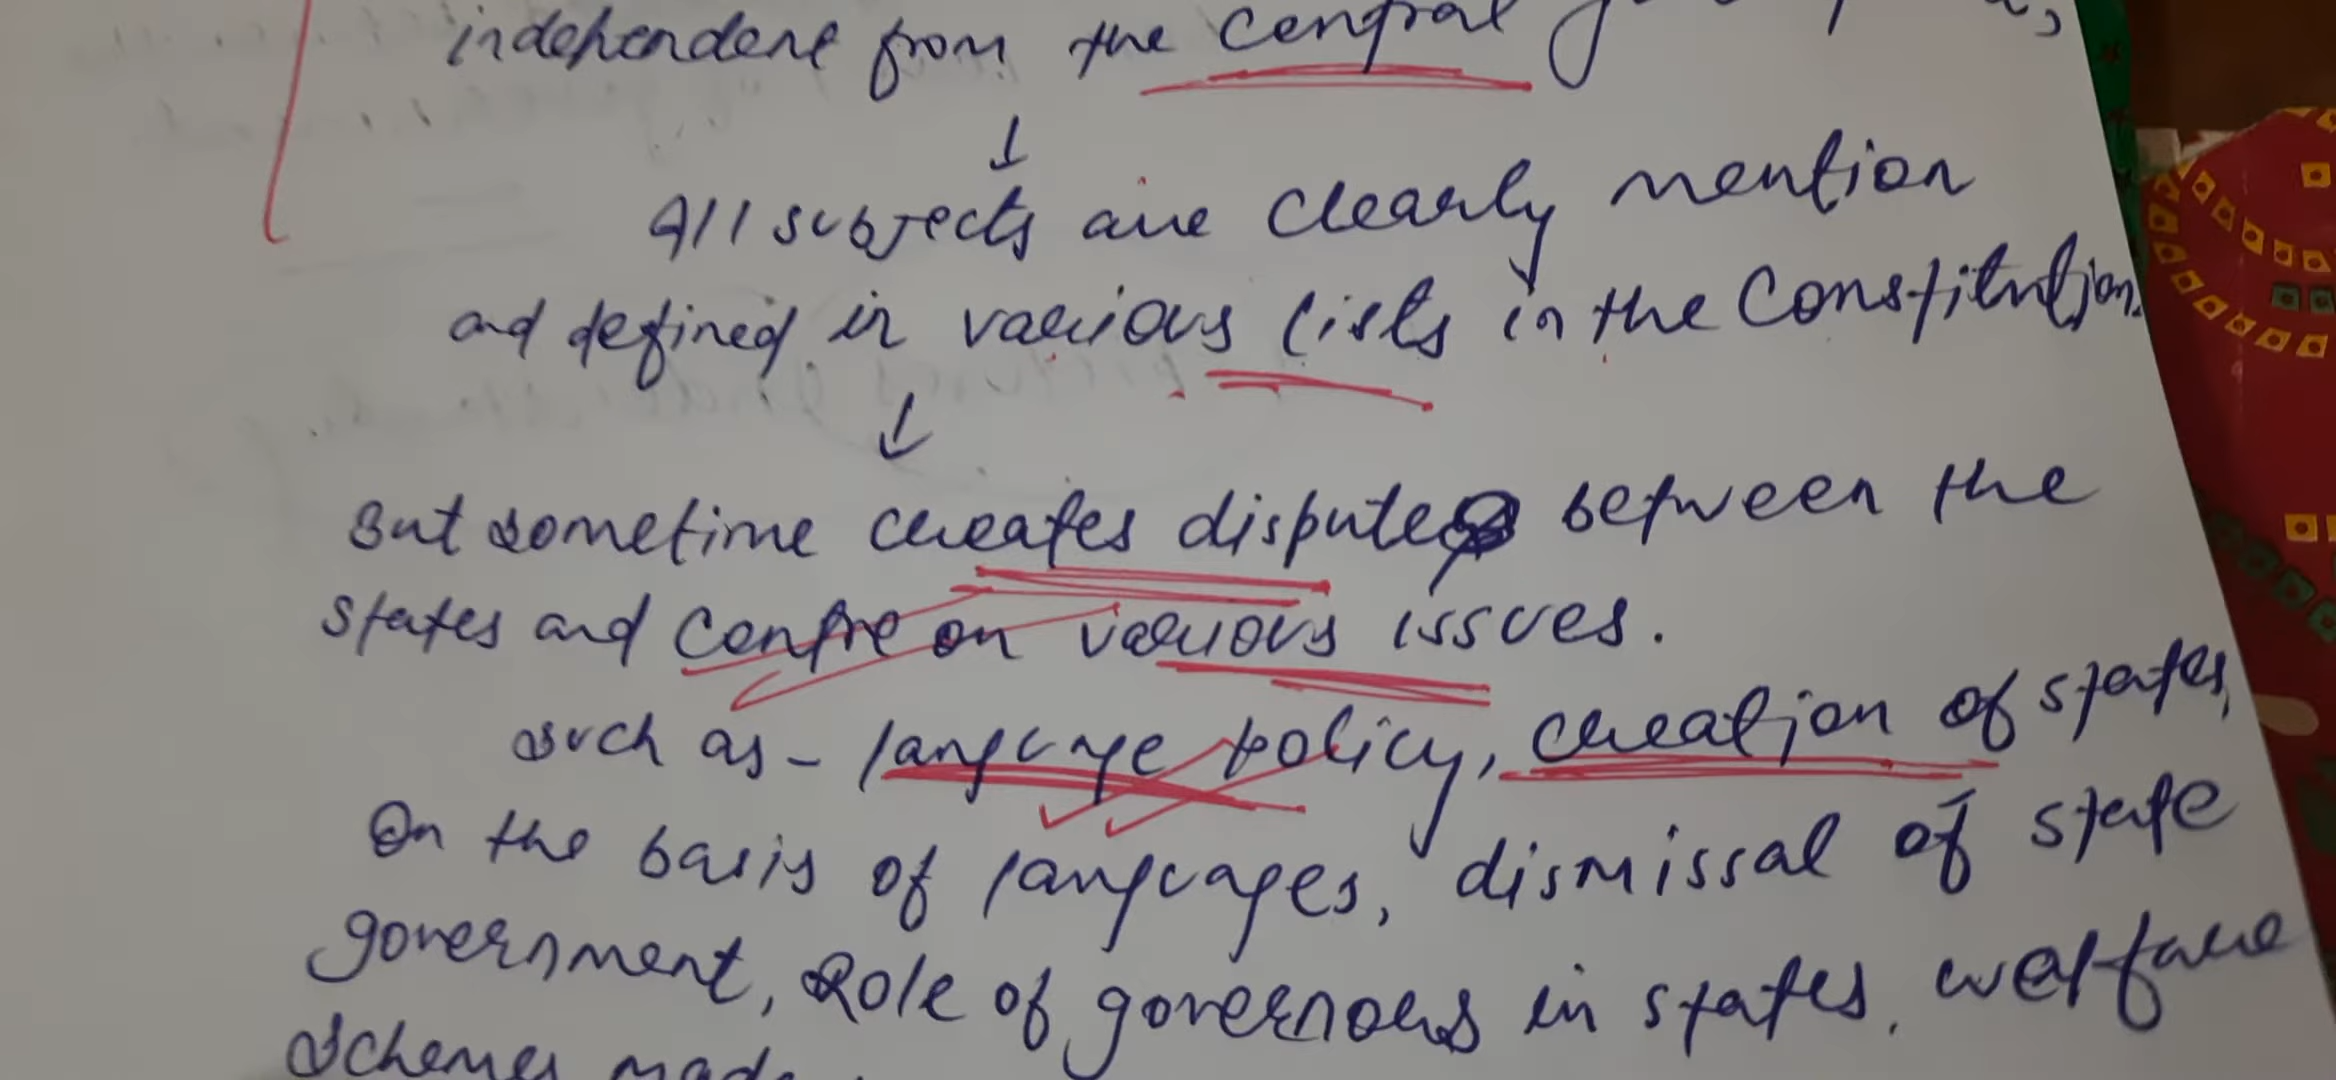 independent from the central
↓
All subjects are clearly mention
and defined in various lists in the Constitution.
↓
But sometime creates disputes between the
states and Centre on various issues.
such as - language policy, creation of states,
On the basis of languages, dismissal of state
government, Role of governors in states, welfare
schemes made